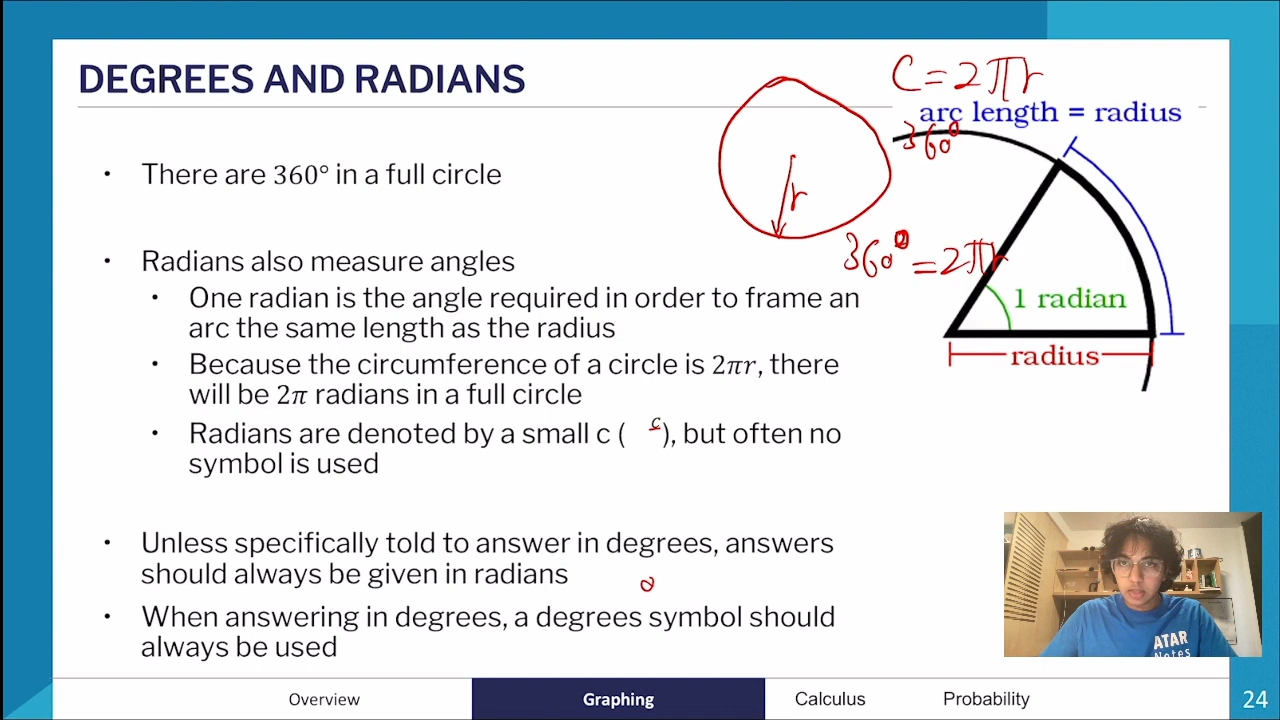 DEGREES AND RADIANS
C = 2πr
arc length = radius
360°
• There are 360° in a full circle
r
360° = 2πr
• Radians also measure angles
• One radian is the angle required in order to frame an
arc the same length as the radius
1 radian
radius
• Because the circumference of a circle is 2πr, there
will be 2π radians in a full circle
• Radians are denoted by a small c ( c ), but often no
symbol is used
• Unless specifically told to answer in degrees, answers
should always be given in radians
• When answering in degrees, a degrees symbol should
always be used
ATAR
Notes
Overview Graphing Calculus Probability
24